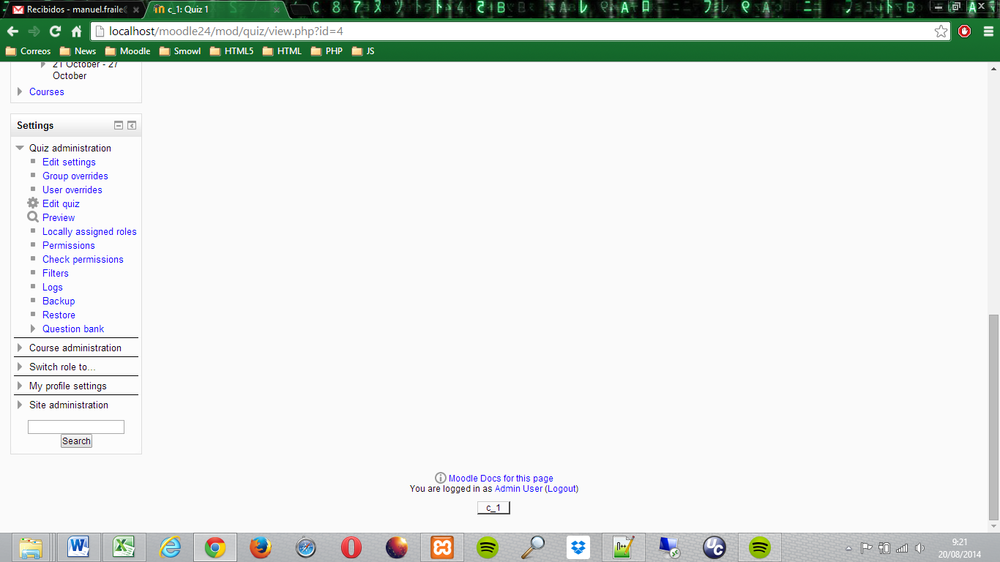 Recibidos - manuel.fraile@
c_1: Quiz 1
localhost/moodle24/mod/quiz/view.php?id=4
Correos
News
Moodle
Smowl
HTML5
HTML
PHP
JS
21 October - 27
October
Courses
Settings
Quiz administration
Edit settings
Group overrides
User overrides
Edit quiz
Preview
Locally assigned roles
Permissions
Check permissions
Filters
Logs
Backup
Restore
Question bank
Course administration
Switch role to...
My profile settings
Site administration
Search
Moodle Docs for this page
You are logged in as Admin User (Logout)
c_1
9:21
20/08/2014